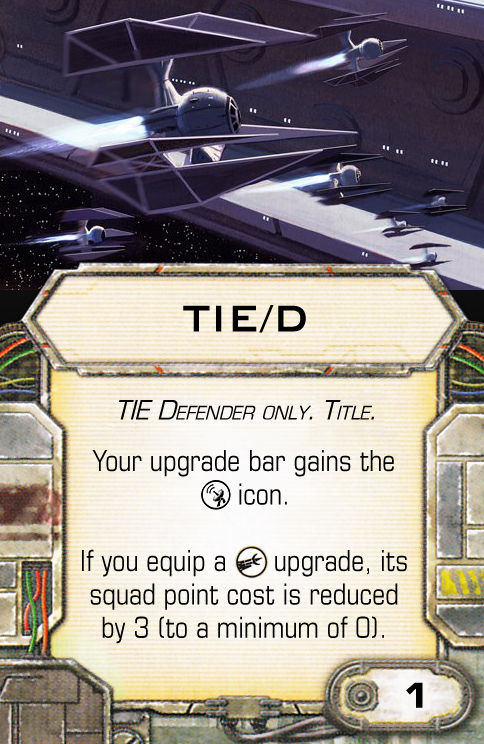 TIE/D
TIE Defender only. Title.
Your upgrade bar gains the
icon.
If you equip a upgrade, its
squad point cost is reduced
by 3 (to a minimum of 0).
1